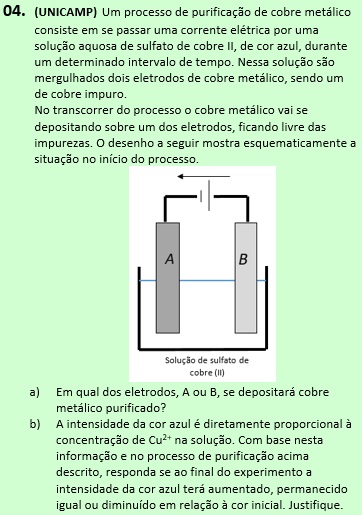 04. (UNICAMP) Um processo de purificação de cobre metálico
consiste em se passar uma corrente elétrica por uma
solução aquosa de sulfato de cobre II, de cor azul, durante
um determinado intervalo de tempo. Nessa solução são
mergulhados dois eletrodos de cobre metálico, sendo um
de cobre impuro.
No transcorrer do processo o cobre metálico vai se
depositando sobre um dos eletrodos, ficando livre das
impurezas. O desenho a seguir mostra esquematicamente a
situação no início do processo.
A B
Solução de sulfato de
cobre (II)
a) Em qual dos eletrodos, A ou B, se depositará cobre
metálico purificado?
b) A intensidade da cor azul é diretamente proporcional à
concentração de Cu²⁺ na solução. Com base nesta
informação e no processo de purificação acima
descrito, responda se ao final do experimento a
intensidade da cor azul terá aumentado, permanecido
igual ou diminuído em relação à cor inicial. Justifique.